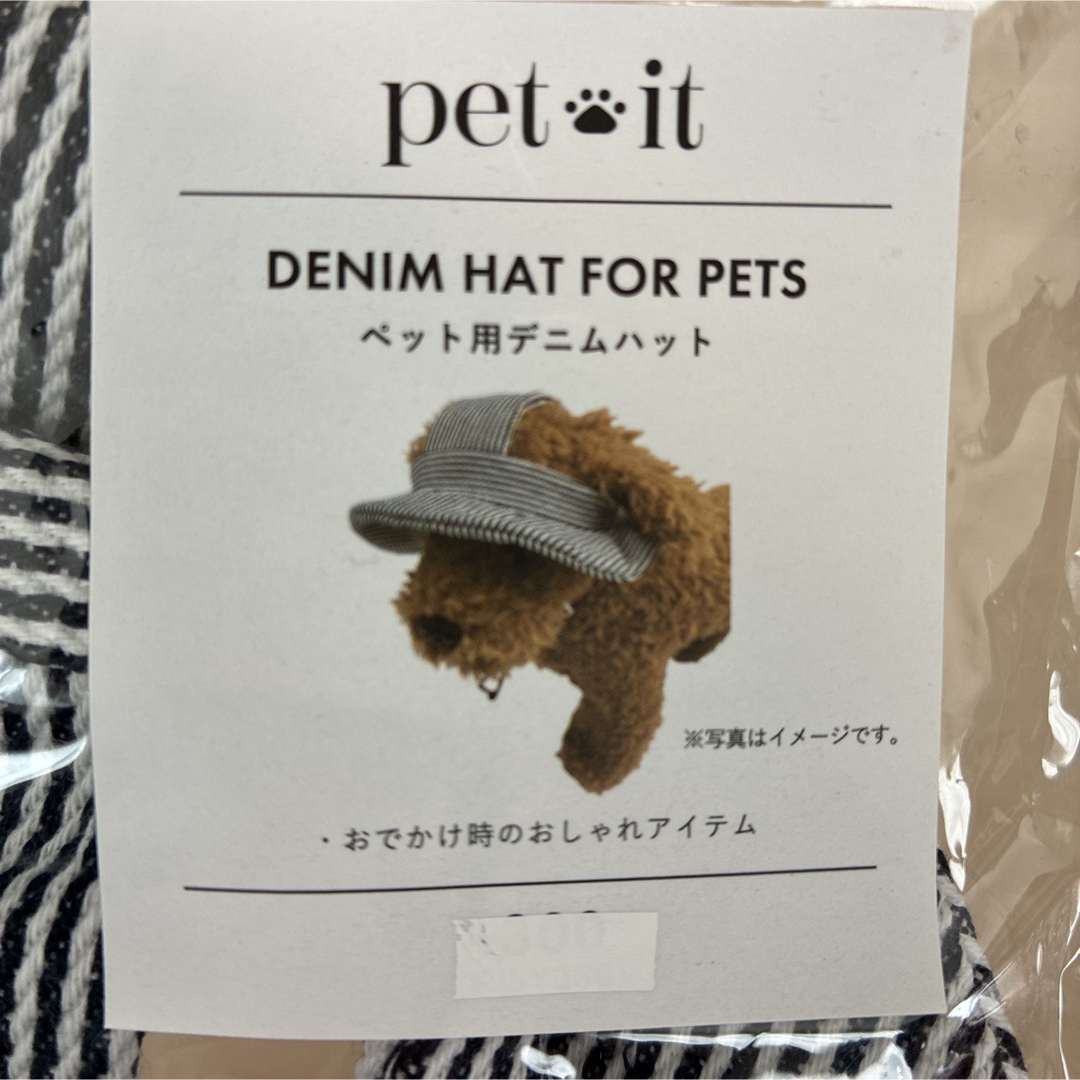 pet it
DENIM HAT FOR PETS
ペット用デニムハット
※写真はイメージです。
・おでかけ時のおしゃれアイテム
300